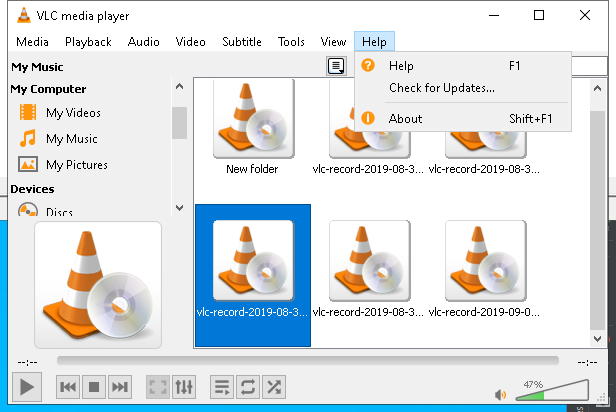 VLC media player
Media Playback Audio Video Subtitle Tools View Help
My Music
My Computer
My Videos
My Music
My Pictures
Devices
Discs
Help F1
Check for Updates...
About Shift+F1
New folder
vlc-record-2019-08-3...
vlc-record-2019-08-3...
vlc-record-2019-08-3...
vlc-record-2019-08-3...
vlc-record-2019-09-0...
--:--
--:--
47%